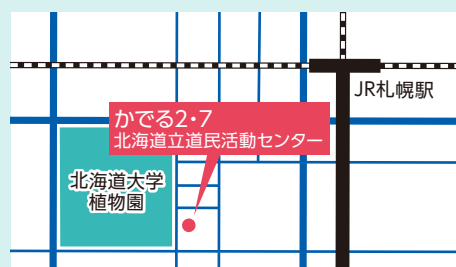 JR札幌駅
かでる2・7
北海道立道民活動センター
北海道大学
植物園